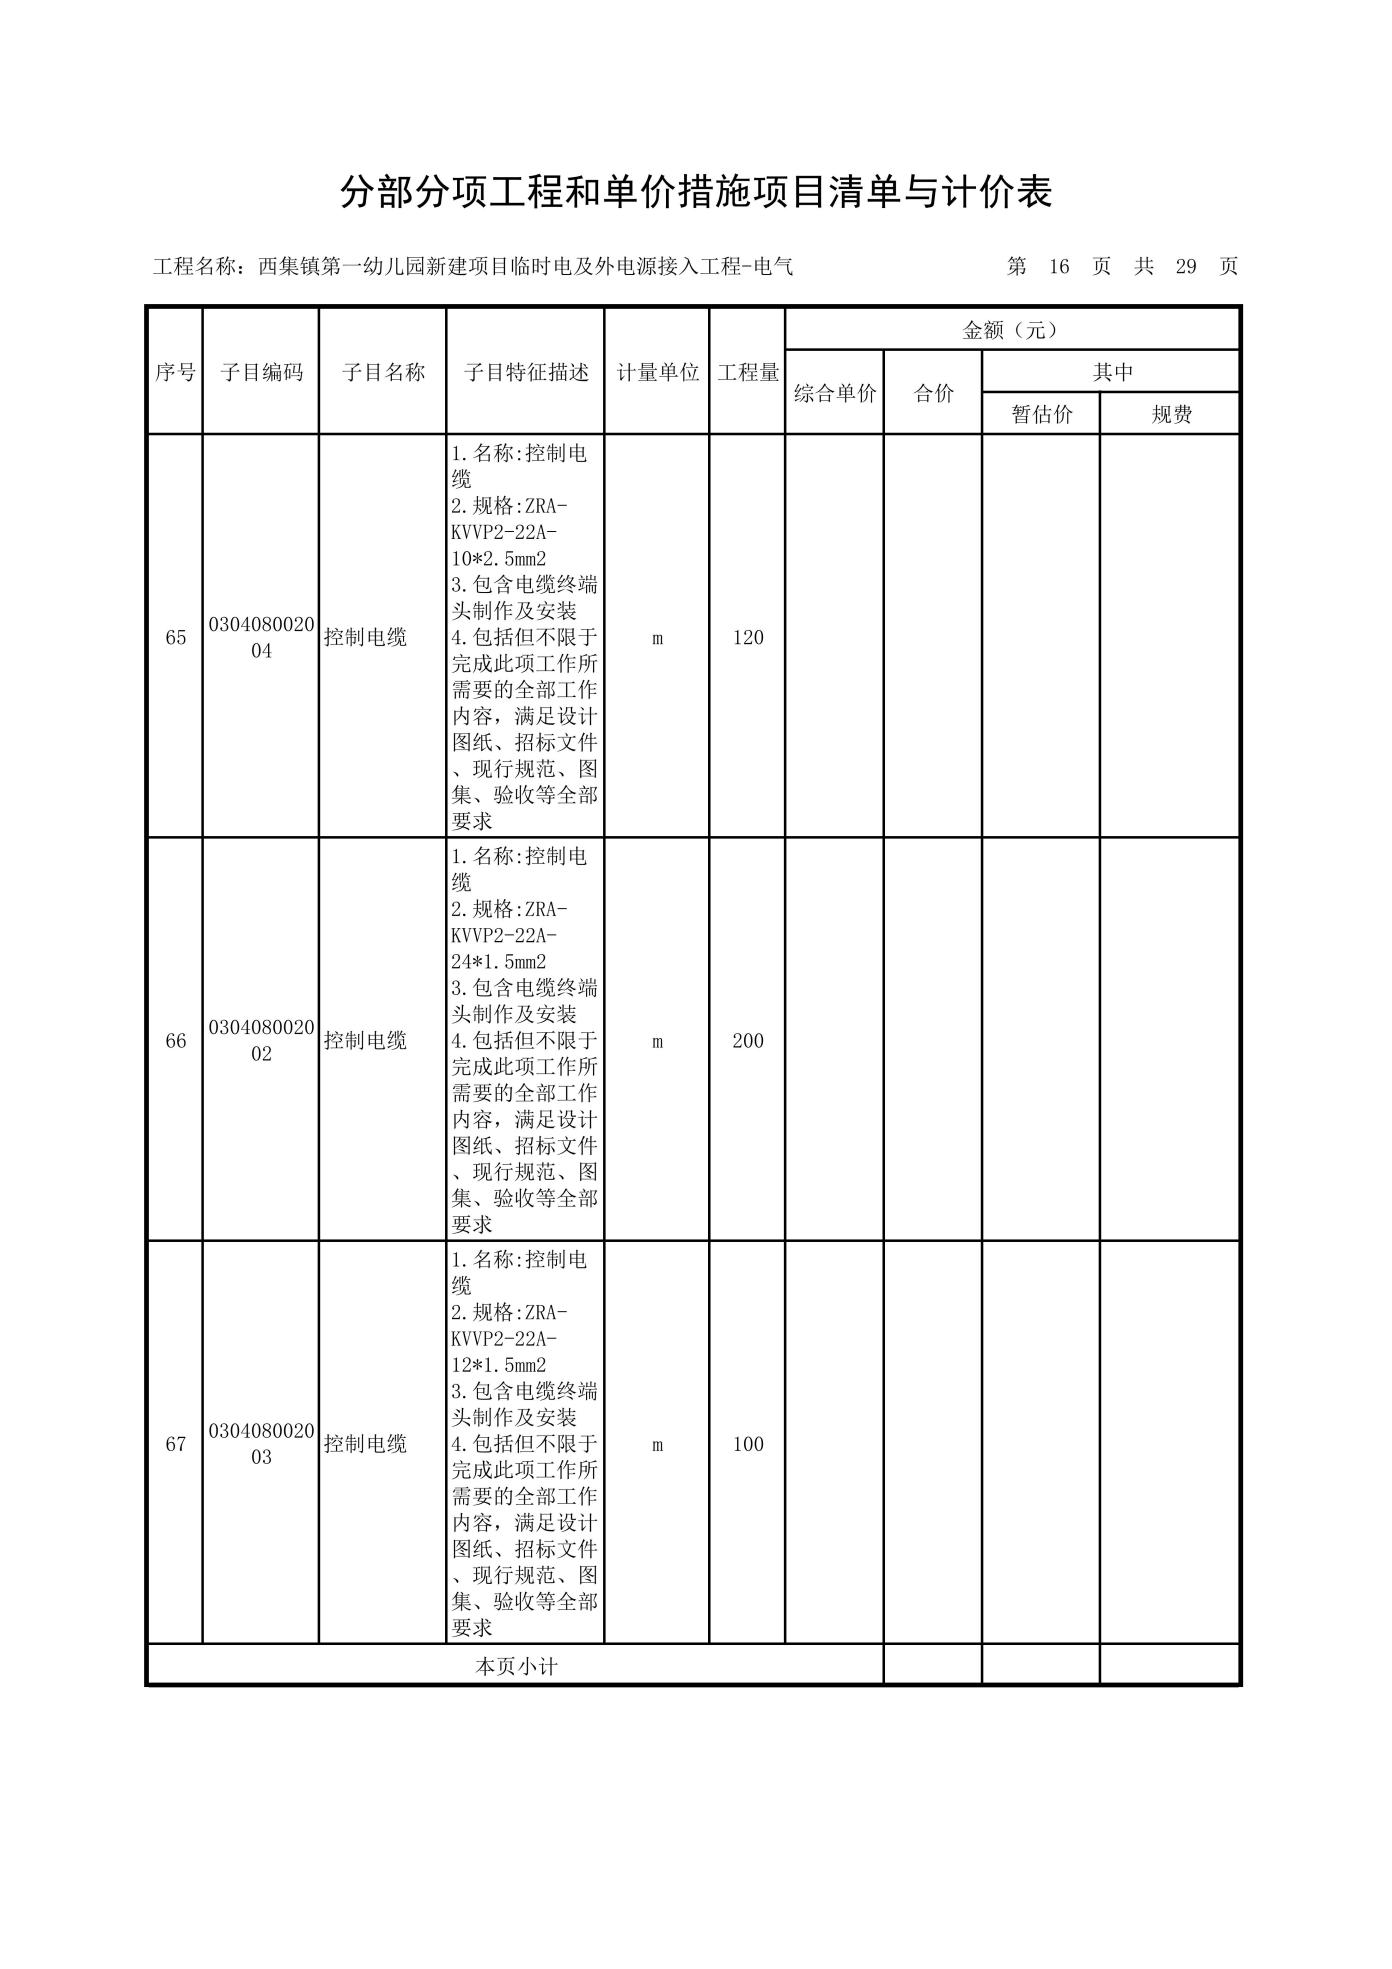 分部分项工程和单价措施项目清单与计价表
工程名称：西集镇第一幼儿园新建项目临时电及外电源接入工程-电气 第 16 页 共 29 页
金额（元）
序号 子目编码 子目名称 子目特征描述 计量单位 工程量 其中
综合单价 合价
暂估价 规费
1.名称:控制电
缆
2.规格:ZRA-
KVVP2-22A-
10*2.5mm2
3.包含电缆终端
头制作及安装
65 0304080020
04 控制电缆 4.包括但不限于 m 120
完成此项工作所
需要的全部工作
内容，满足设计
图纸、招标文件
、现行规范、图
集、验收等全部
要求
1.名称:控制电
缆
2.规格:ZRA-
KVVP2-22A-
24*1.5mm2
3.包含电缆终端
头制作及安装
66 0304080020
02 控制电缆 4.包括但不限于 m 200
完成此项工作所
需要的全部工作
内容，满足设计
图纸、招标文件
、现行规范、图
集、验收等全部
要求
1.名称:控制电
缆
2.规格:ZRA-
KVVP2-22A-
12*1.5mm2
3.包含电缆终端
头制作及安装
67 0304080020
03 控制电缆 4.包括但不限于 m 100
完成此项工作所
需要的全部工作
内容，满足设计
图纸、招标文件
、现行规范、图
集、验收等全部
要求
本页小计